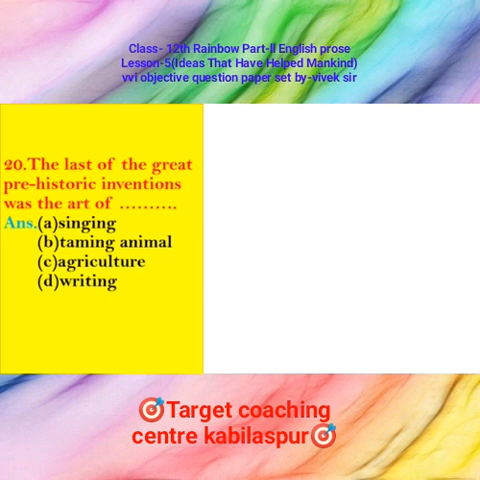 Class- 12th Rainbow Part-II English prose
Lesson-5(Ideas That Have Helped Mankind)
vvi objective question paper set by-vivek sir
20.The last of the great
pre-historic inventions
was the art of ..........
Ans.(a)singing
(b)taming animal
(c)agriculture
(d)writing
🎯Target coaching
centre kabilaspur🎯